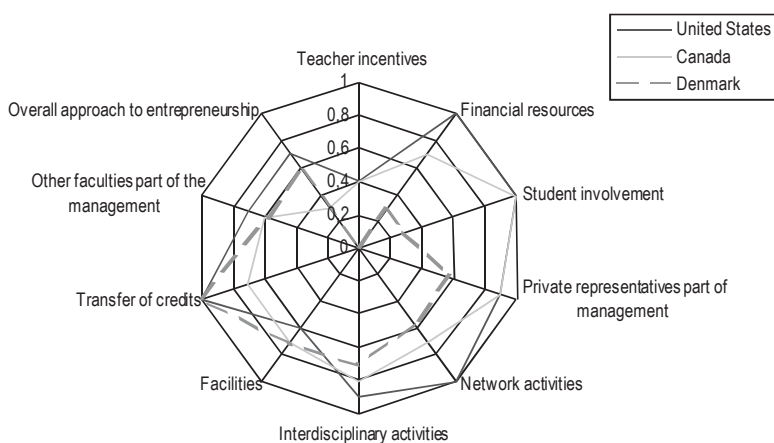 United States
Canada
Denmark
Teacher incentives
1
Overall approach to entrepreneurship
Financial resources
0,8
0,6
Other faculties part of the
management
0,4
Student involvement
0,2
0
Transfer of credits
Private representatives part of
management
Facilities
Network activities
Interdisciplinary activities